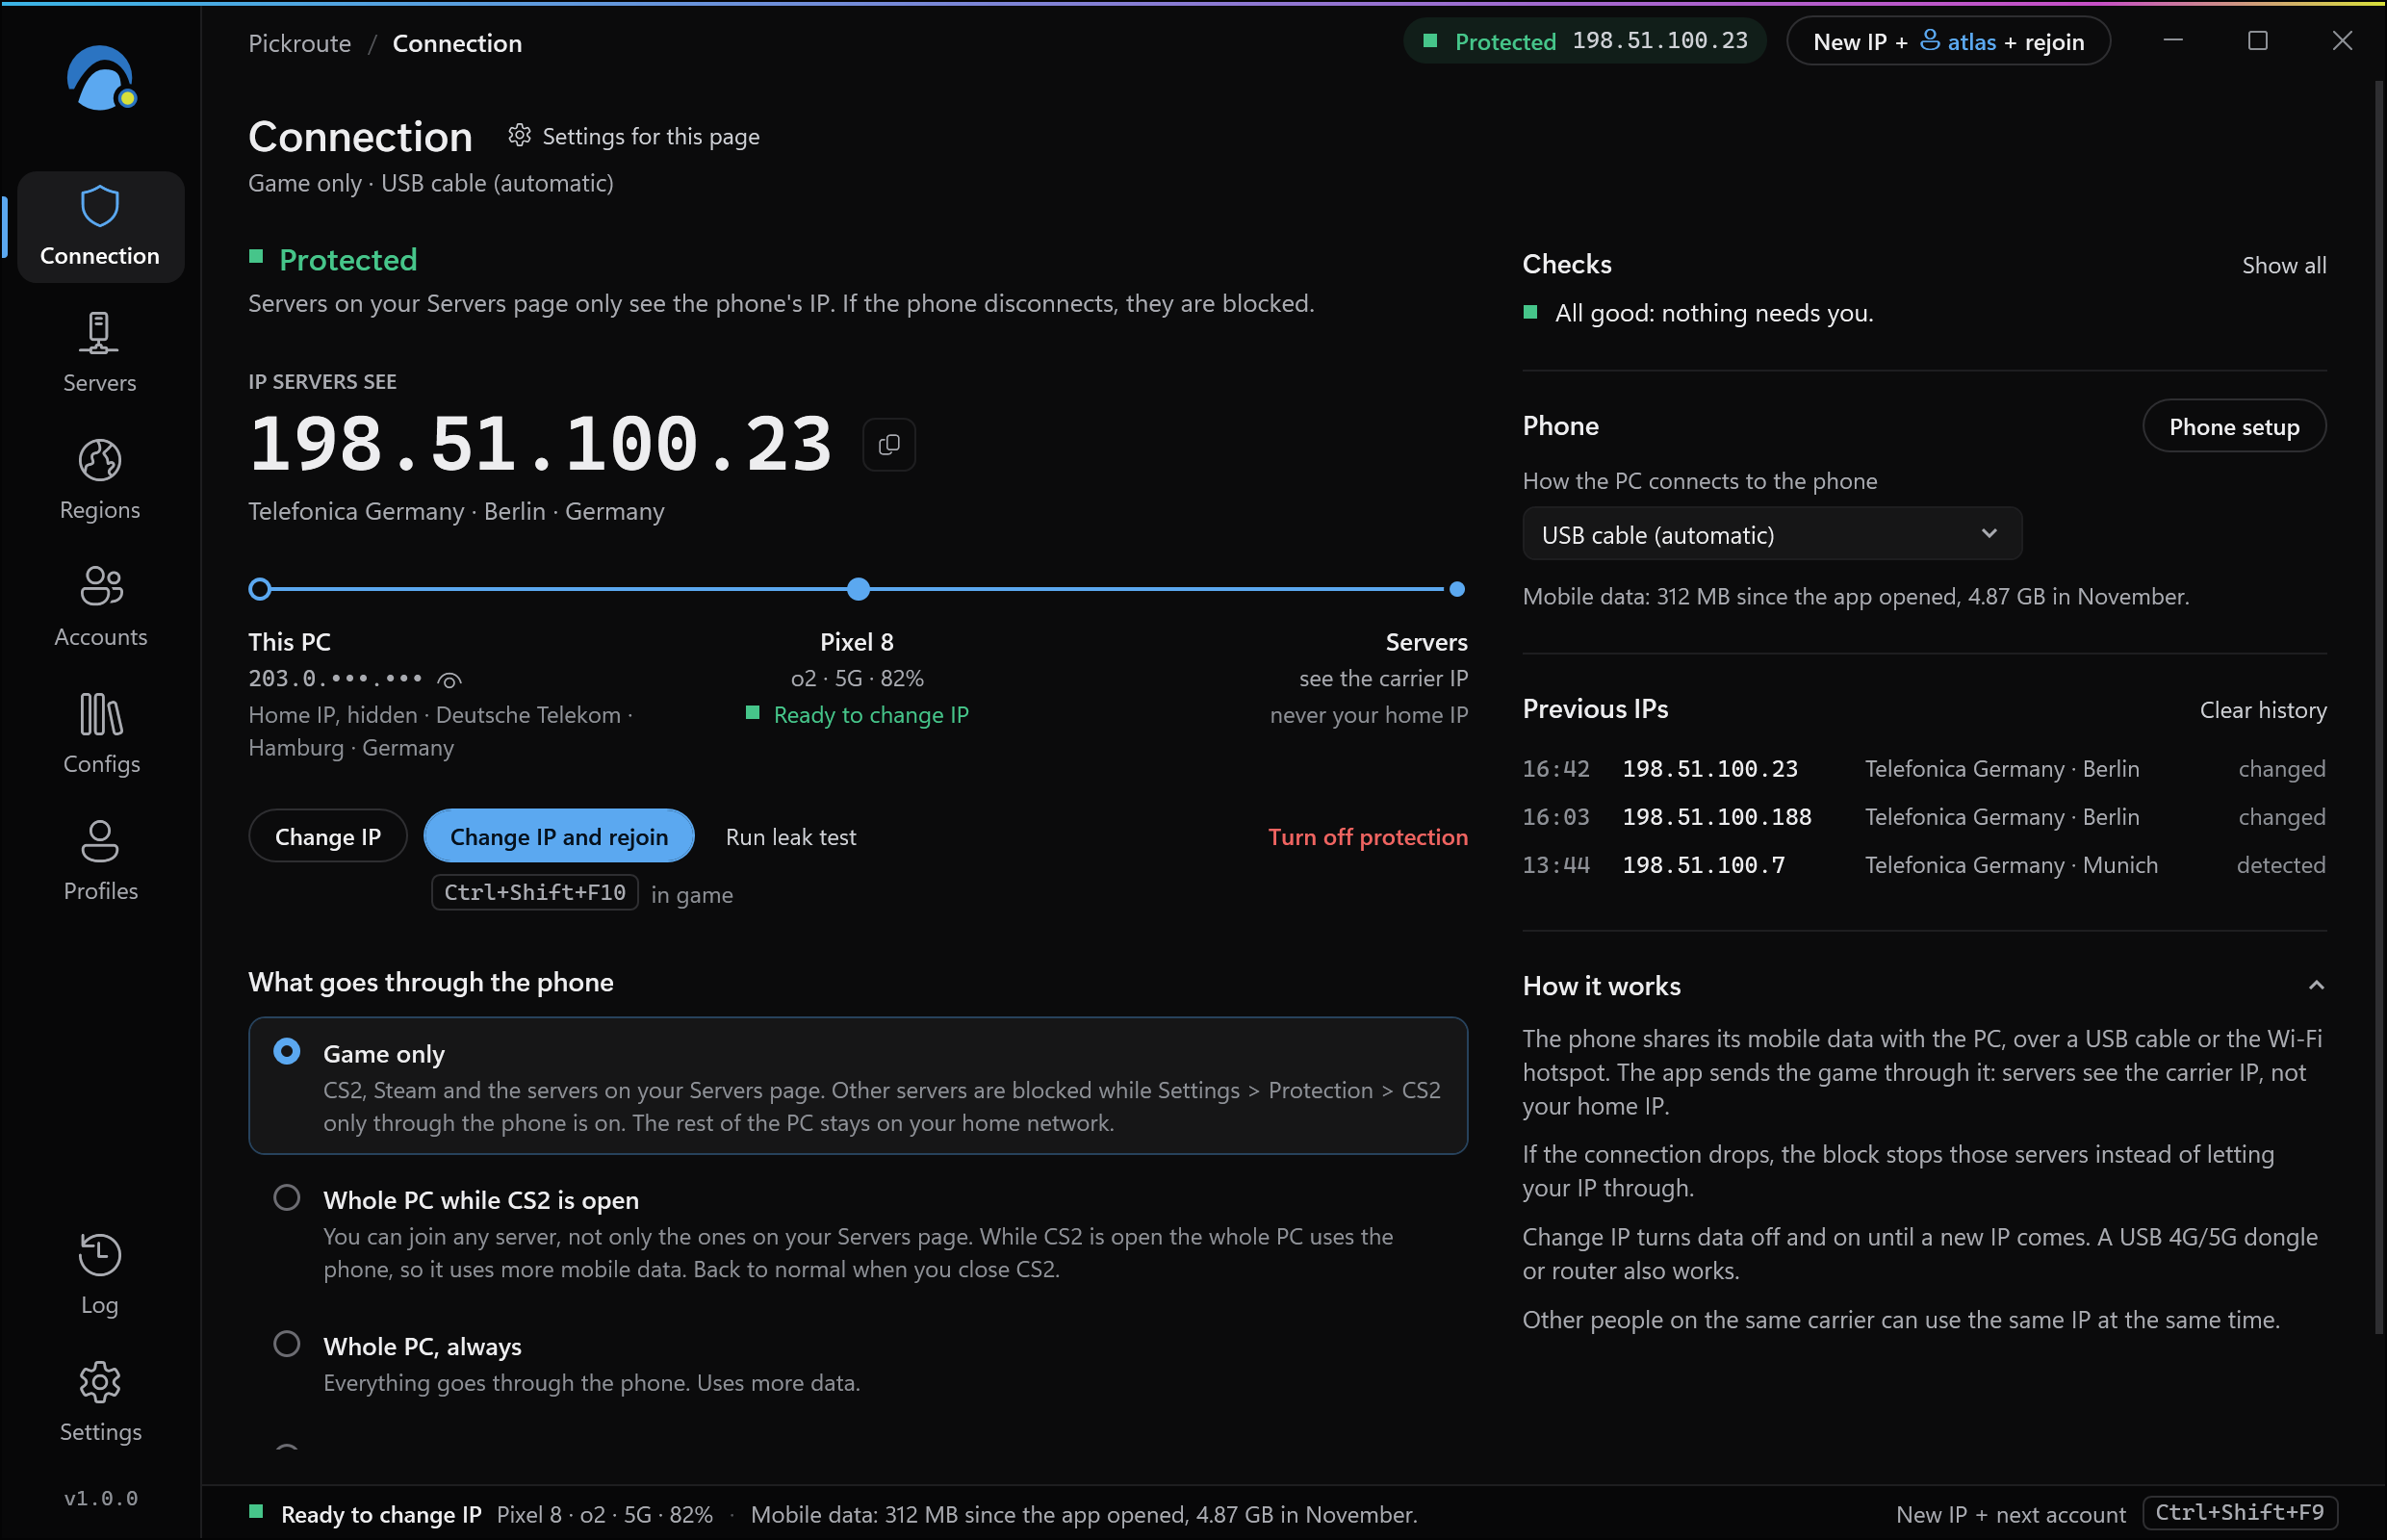 Pickroute / Connection
Protected 198.51.100.23
New IP + atlas + rejoin
Connection
Servers
Regions
Accounts
Configs
Profiles
Log
Settings
v1.0.0
Connection
Settings for this page
Game only · USB cable (automatic)
Protected
Servers on your Servers page only see the phone's IP. If the phone disconnects, they are blocked.
IP SERVERS SEE
198.51.100.23
Telefonica Germany · Berlin · Germany
This PC
203.0.•••.•••
Home IP, hidden · Deutsche Telekom ·
Hamburg · Germany
Pixel 8
o2 · 5G · 82%
Ready to change IP
Servers
see the carrier IP
never your home IP
Change IP
Change IP and rejoin
Run leak test
Turn off protection
Ctrl+Shift+F10 in game
What goes through the phone
Game only
CS2, Steam and the servers on your Servers page. Other servers are blocked while Settings > Protection > CS2
only through the phone is on. The rest of the PC stays on your home network.
Whole PC while CS2 is open
You can join any server, not only the ones on your Servers page. While CS2 is open the whole PC uses the
phone, so it uses more mobile data. Back to normal when you close CS2.
Whole PC, always
Everything goes through the phone. Uses more data.
Checks
Show all
All good: nothing needs you.
Phone
Phone setup
How the PC connects to the phone
USB cable (automatic)
Mobile data: 312 MB since the app opened, 4.87 GB in November.
Previous IPs
Clear history
16:42 198.51.100.23 Telefonica Germany · Berlin changed
16:03 198.51.100.188 Telefonica Germany · Berlin changed
13:44 198.51.100.7 Telefonica Germany · Munich detected
How it works
The phone shares its mobile data with the PC, over a USB cable or the Wi-Fi
hotspot. The app sends the game through it: servers see the carrier IP, not
your home IP.
If the connection drops, the block stops those servers instead of letting
your IP through.
Change IP turns data off and on until a new IP comes. A USB 4G/5G dongle
or router also works.
Other people on the same carrier can use the same IP at the same time.
Ready to change IP Pixel 8 · o2 · 5G · 82% · Mobile data: 312 MB since the app opened, 4.87 GB in November.
New IP + next account Ctrl+Shift+F9